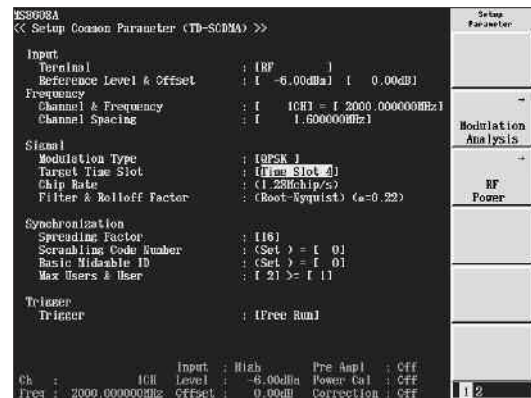 MS8608A
<< Setup Common Parameter (TD-SCDMA) >>
Setup
Parameter
Input
Terminal : [RF ]
Reference Level & Offset : [ -6.00dBm] [ 0.00dB]
Frequency
Channel & Frequency : [ 1CH] = [ 2000.000000MHz]
Channel Spacing : [ 1.600000MHz]
Signal
Modulation Type : [QPSK ]
Target Time Slot : [Time Slot 4]
Chip Rate : (1.28Mchip/s)
Filter & Rolloff Factor : (Root-Nyquist) (α=0.22)
Synchronization
Spreading Factor : [16]
Scrambling Code Number : (Set ) = [ 0]
Basic Midamble ID : (Set ) = [ 0]
Max Users & User : [ 2] >= [ 1]
Trigger
Trigger : [Free Run]
→
Modulation
Analysis
→
RF
Power
Input : High Pre Ampl : Off
Ch : 1CH Level : -6.00dBm Power Cal : Off
Freq : 2000.000000MHz Offset : 0.00dB Correction : Off
1 2